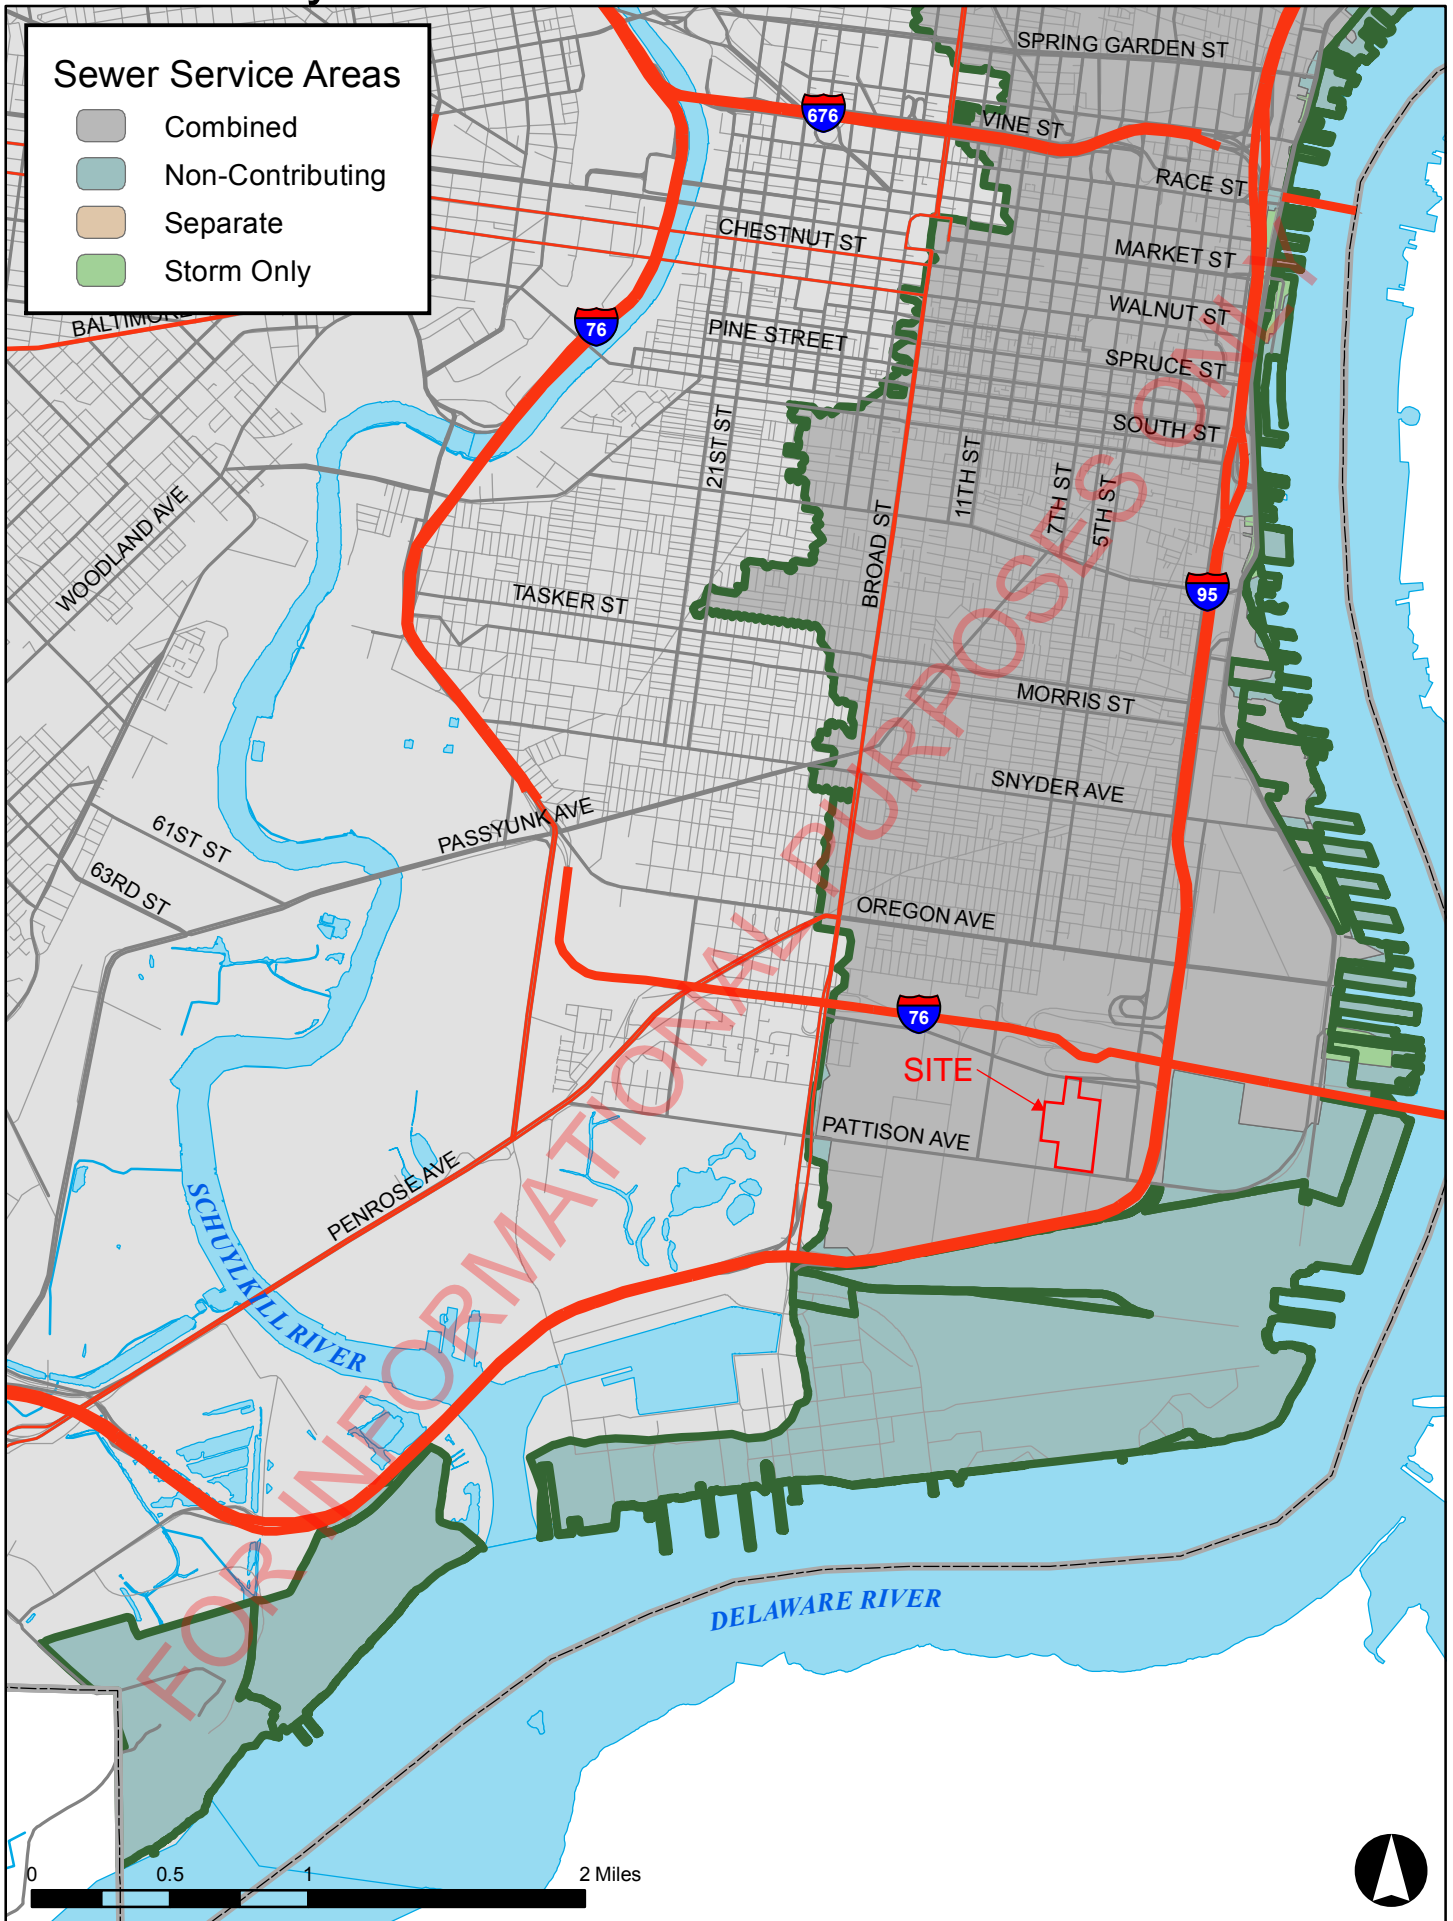 Sewer Service Areas
Combined
Non-Contributing
Separate
Storm Only
SPRING GARDEN ST
676
VINE ST
RACE ST
CHESTNUT ST
MARKET ST
WALNUT ST
BALTIMORE
76
PINE STREET
SPRUCE ST
SOUTH ST
21ST ST
11TH ST
7TH ST
5TH ST
WOODLAND AVE
BROAD ST
TASKER ST
95
MORRIS ST
SNYDER AVE
PASSYUNK AVE
61ST ST
63RD ST
OREGON AVE
76
SITE
PATTISON AVE
PENROSE AVE
SCHUYLKILL RIVER
DELAWARE RIVER
FOR INFORMATIONAL PURPOSES ONLY
0 0.5 1 2 Miles